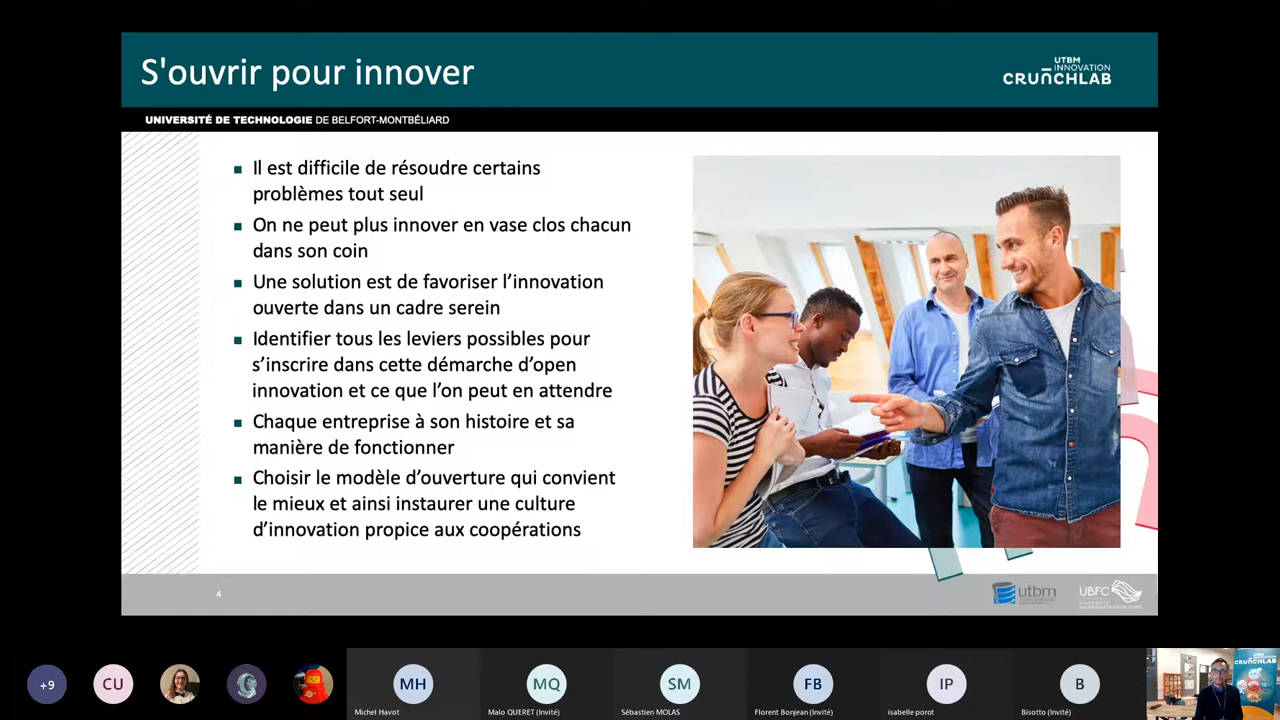 S'ouvrir pour innover
UTBM
INNOVATION
CRUNCHLAB
UNIVERSITÉ DE TECHNOLOGIE DE BELFORT-MONTBÉLIARD
Il est difficile de résoudre certains
problèmes tout seul
On ne peut plus innover en vase clos chacun
dans son coin
Une solution est de favoriser l’innovation
ouverte dans un cadre serein
Identifier tous les leviers possibles pour
s’inscrire dans cette démarche d’open
innovation et ce que l’on peut en attendre
Chaque entreprise à son histoire et sa
manière de fonctionner
Choisir le modèle d’ouverture qui convient
le mieux et ainsi instaurer une culture
d’innovation propice aux coopérations
4
utbm
UBFC
+9
CU
MH
MQ
SM
FB
IP
B
Michel Havot
Malo QUERET (Invité)
Sébastien MOLAS
Florent Bonjean (Invité)
isabelle porot
Bisotto (Invité)
CRUNCHLAB